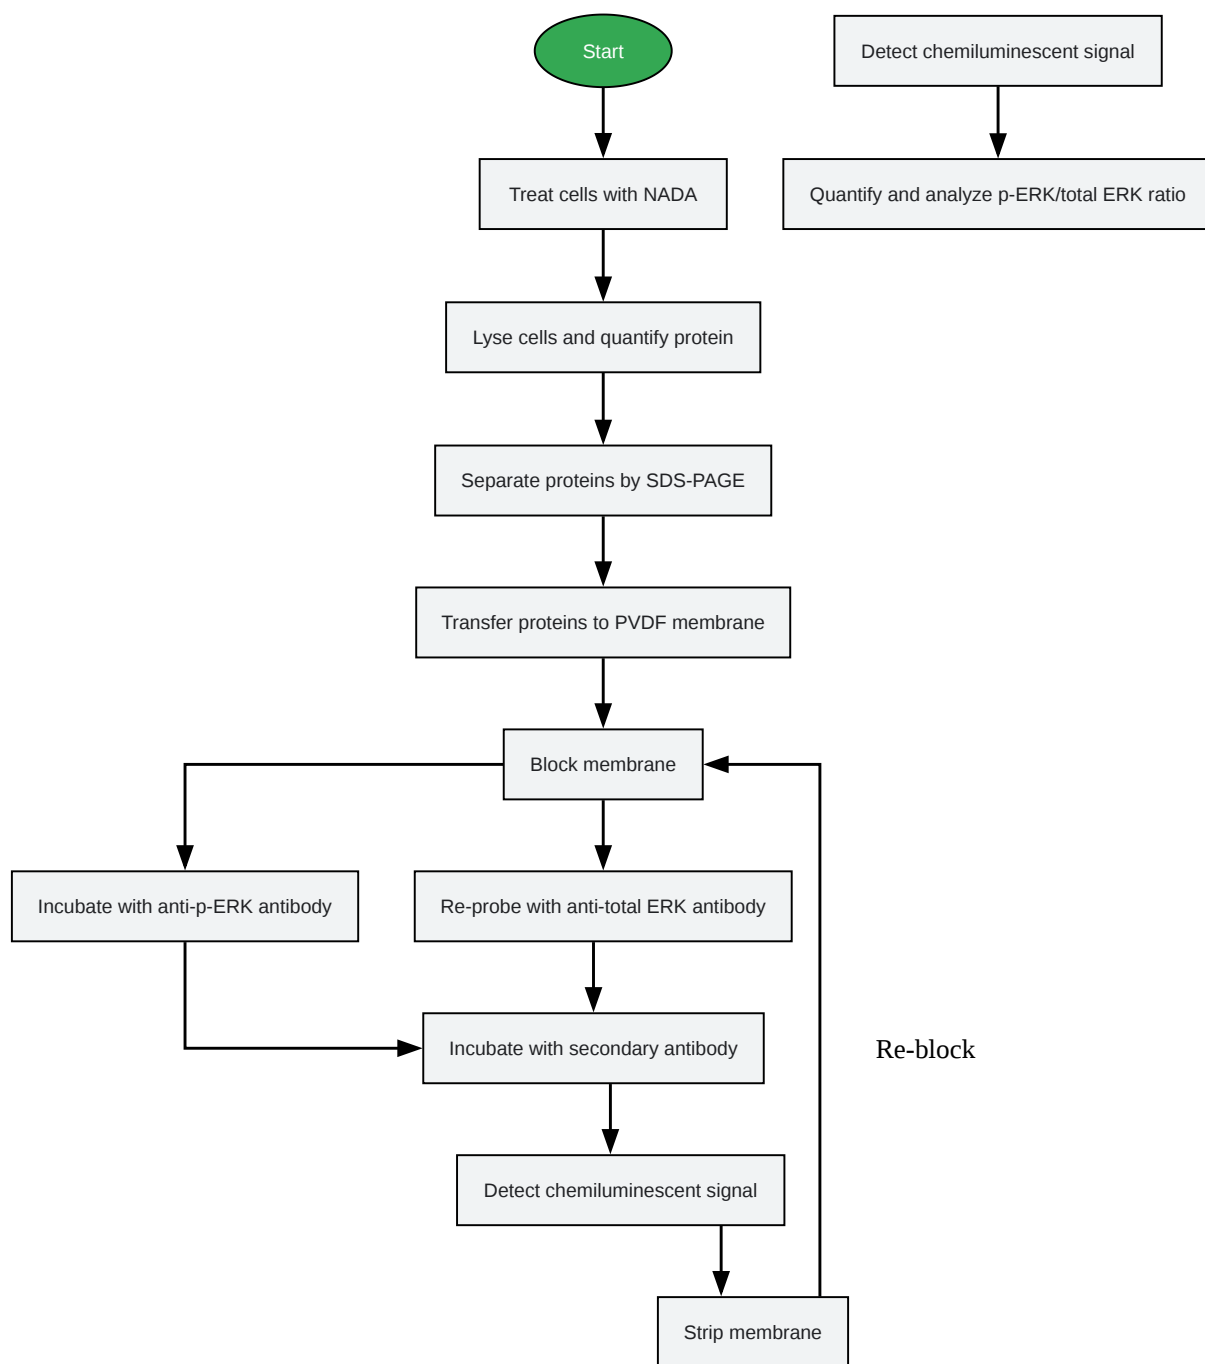 Start
Detect chemiluminescent signal
Treat cells with NADA
Quantify and analyze p-ERK/total ERK ratio
Lyse cells and quantify protein
Separate proteins by SDS-PAGE
Transfer proteins to PVDF membrane
Block membrane
Incubate with anti-p-ERK antibody
Re-probe with anti-total ERK antibody
Incubate with secondary antibody
Re-block
Detect chemiluminescent signal
Strip membrane